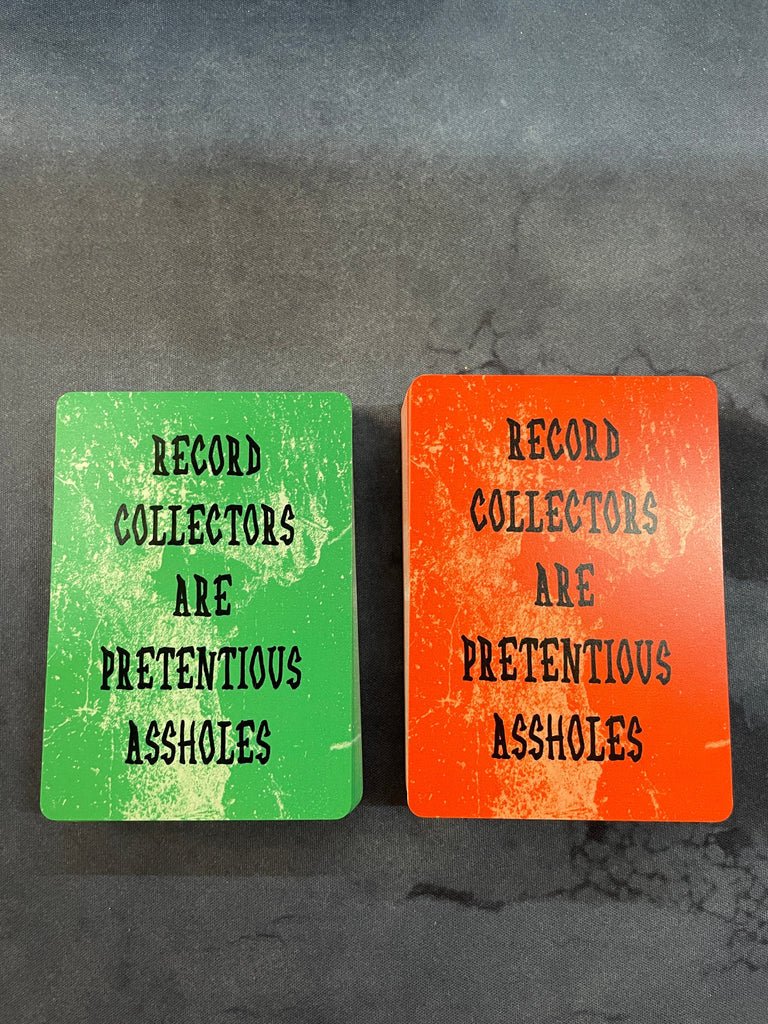 RECORD
COLLECTORS
ARE
PRETENTIOUS
ASSHOLES
RECORD
COLLECTORS
ARE
PRETENTIOUS
ASSHOLES